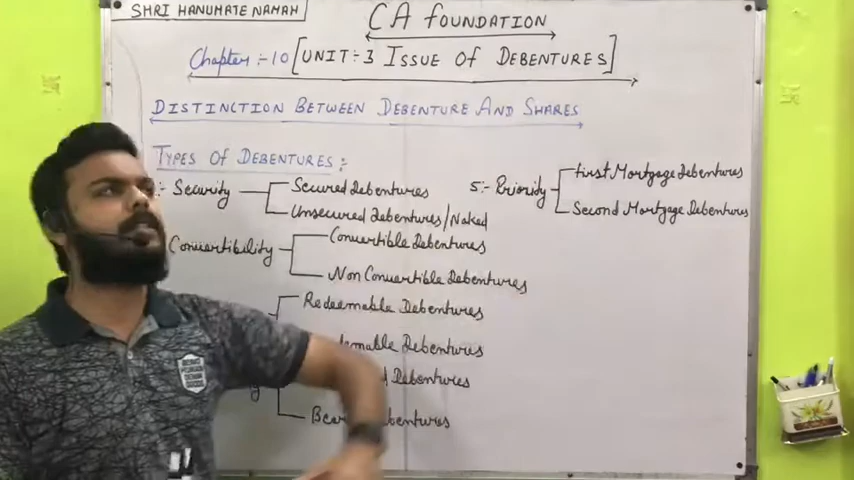 SHRI HANUMATE NAMAH
CA FOUNDATION
Chapter :- 10 [UNIT :- 3 ISSUE OF DEBENTURES]
DISTINCTION BETWEEN DEBENTURE AND SHARES
TYPES OF DEBENTURES :-
:- Security
Secured Debentures
Unsecured Debentures/Naked
Convertibility
Convertible Debentures
Non Convertible Debentures
Redeemable Debentures
Debentures
Debentures
5:- Priority
First Mortgage Debentures
Second Mortgage Debentures